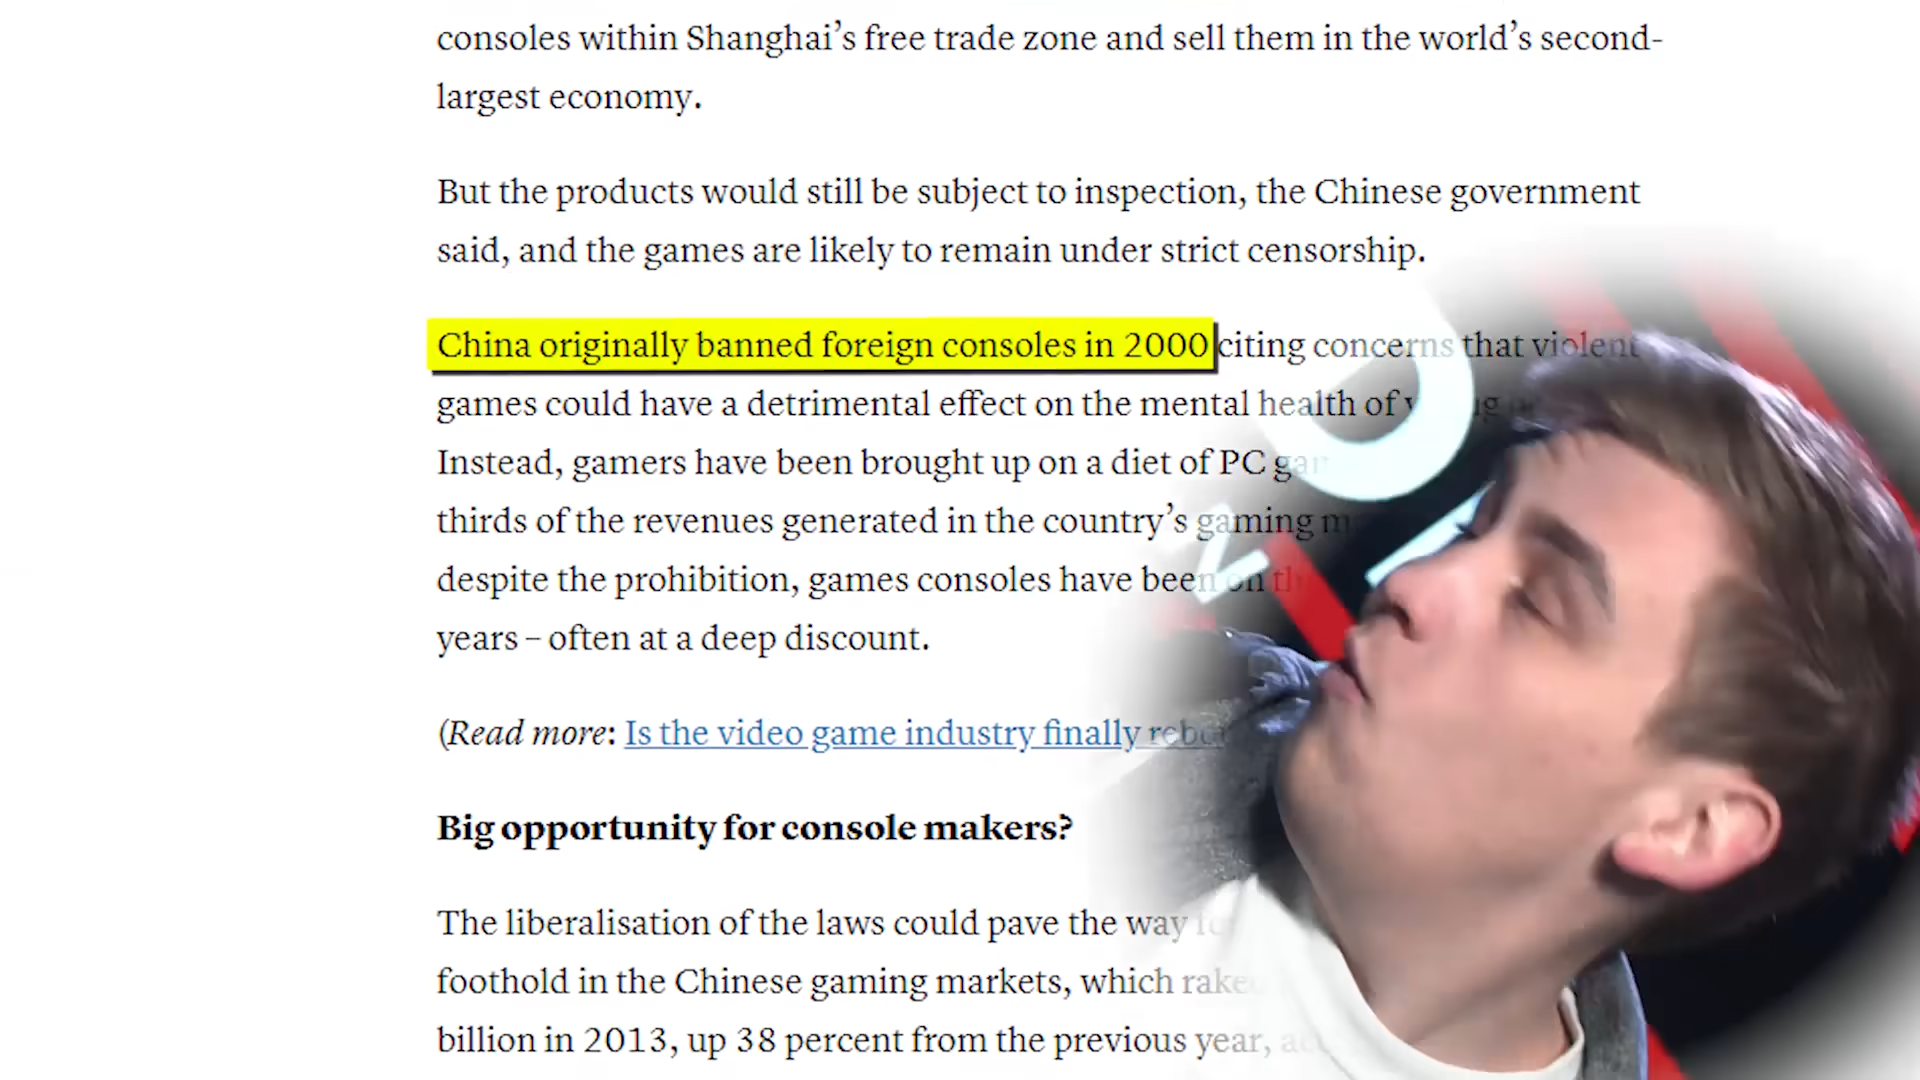 consoles within Shanghai’s free trade zone and sell them in the world’s second-
largest economy.
But the products would still be subject to inspection, the Chinese government
said, and the games are likely to remain under strict censorship.
China originally banned foreign consoles in 2000 citing concerns that violent
games could have a detrimental effect on the mental health of
Instead, gamers have been brought up on a diet of PC
thirds of the revenues generated in the country’s gaming
despite the prohibition, games consoles have been on
years – often at a deep discount.
(Read more: Is the video game industry finally
Big opportunity for console makers?
The liberalisation of the laws could pave the way
foothold in the Chinese gaming markets, which
billion in 2013, up 38 percent from the previous year,